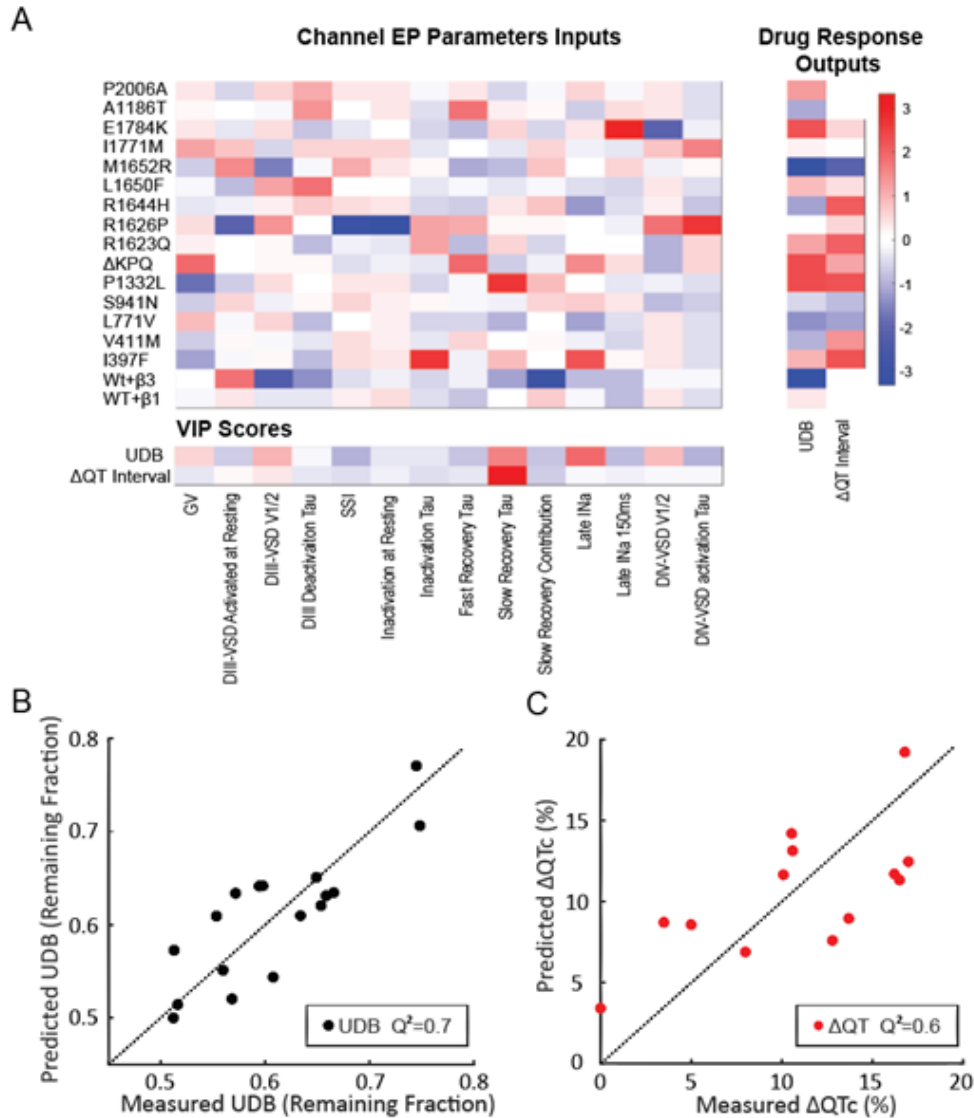 A
Channel EP Parameters Inputs
Drug Response
Outputs
P2006A
A1186T
E1784K
I1771M
M1652R
L1650F
R1644H
R1626P
R1623Q
ΔKPQ
P1332L
S941N
L771V
V411M
I397F
Wt+β3
WT+β1
3
2
1
0
-1
-2
-3
UDB
ΔQT Interval
VIP Scores
UDB
ΔQT Interval
GV
DIII-VSD Activated at Resting
DIII-VSD V1/2
DIII Deactivaiton Tau
SSI
Inactivation at Resting
Inactivation Tau
Fast Recovery Tau
Slow Recovery Tau
Slow Recovery Contribution
Late INa
Late INa 150ms
DIV-VSD V1/2
DIV-VSD activation Tau
B
Predicted UDB (Remaining Fraction)
0.8
0.7
0.6
0.5
UDB Q²=0.7
0.5 0.6 0.7 0.8
Measured UDB (Remaining Fraction)
C
Predicted ΔQTc (%)
20
15
10
5
0
ΔQT Q²=0.6
0 5 10 15 20
Measured ΔQTc (%)